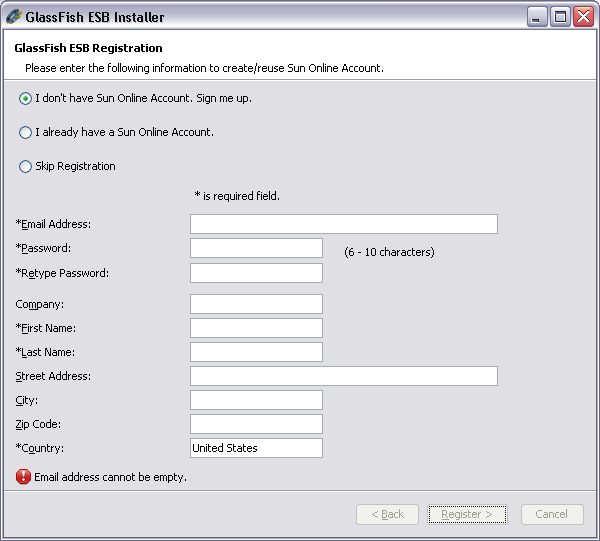 GlassFish ESB Installer
GlassFish ESB Registration
Please enter the following information to create/reuse Sun Online Account.
I don't have Sun Online Account. Sign me up.
I already have a Sun Online Account.
Skip Registration
* is required field.
*Email Address:
*Password: (6 - 10 characters)
*Retype Password:
Company:
*First Name:
*Last Name:
Street Address:
City:
Zip Code:
*Country: United States
Email address cannot be empty.
< Back Register > Cancel